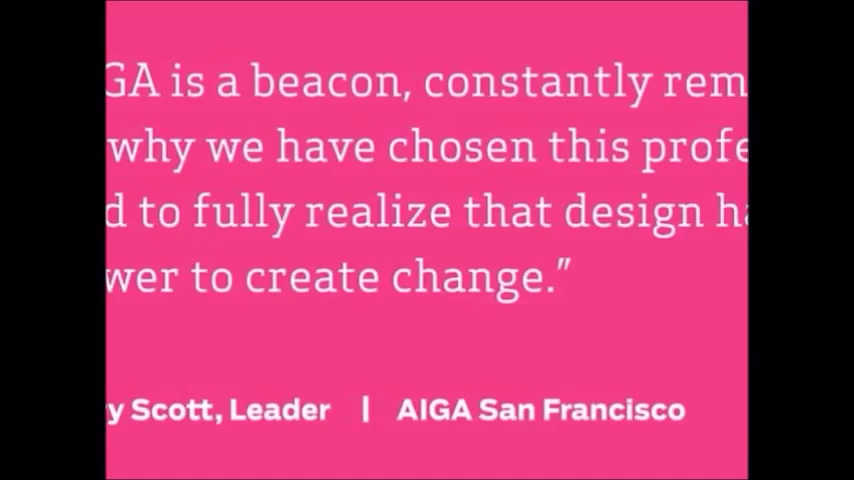 GA is a beacon, constantly rem
why we have chosen this profe
d to fully realize that design ha
wer to create change.”
y Scott, Leader | AIGA San Francisco